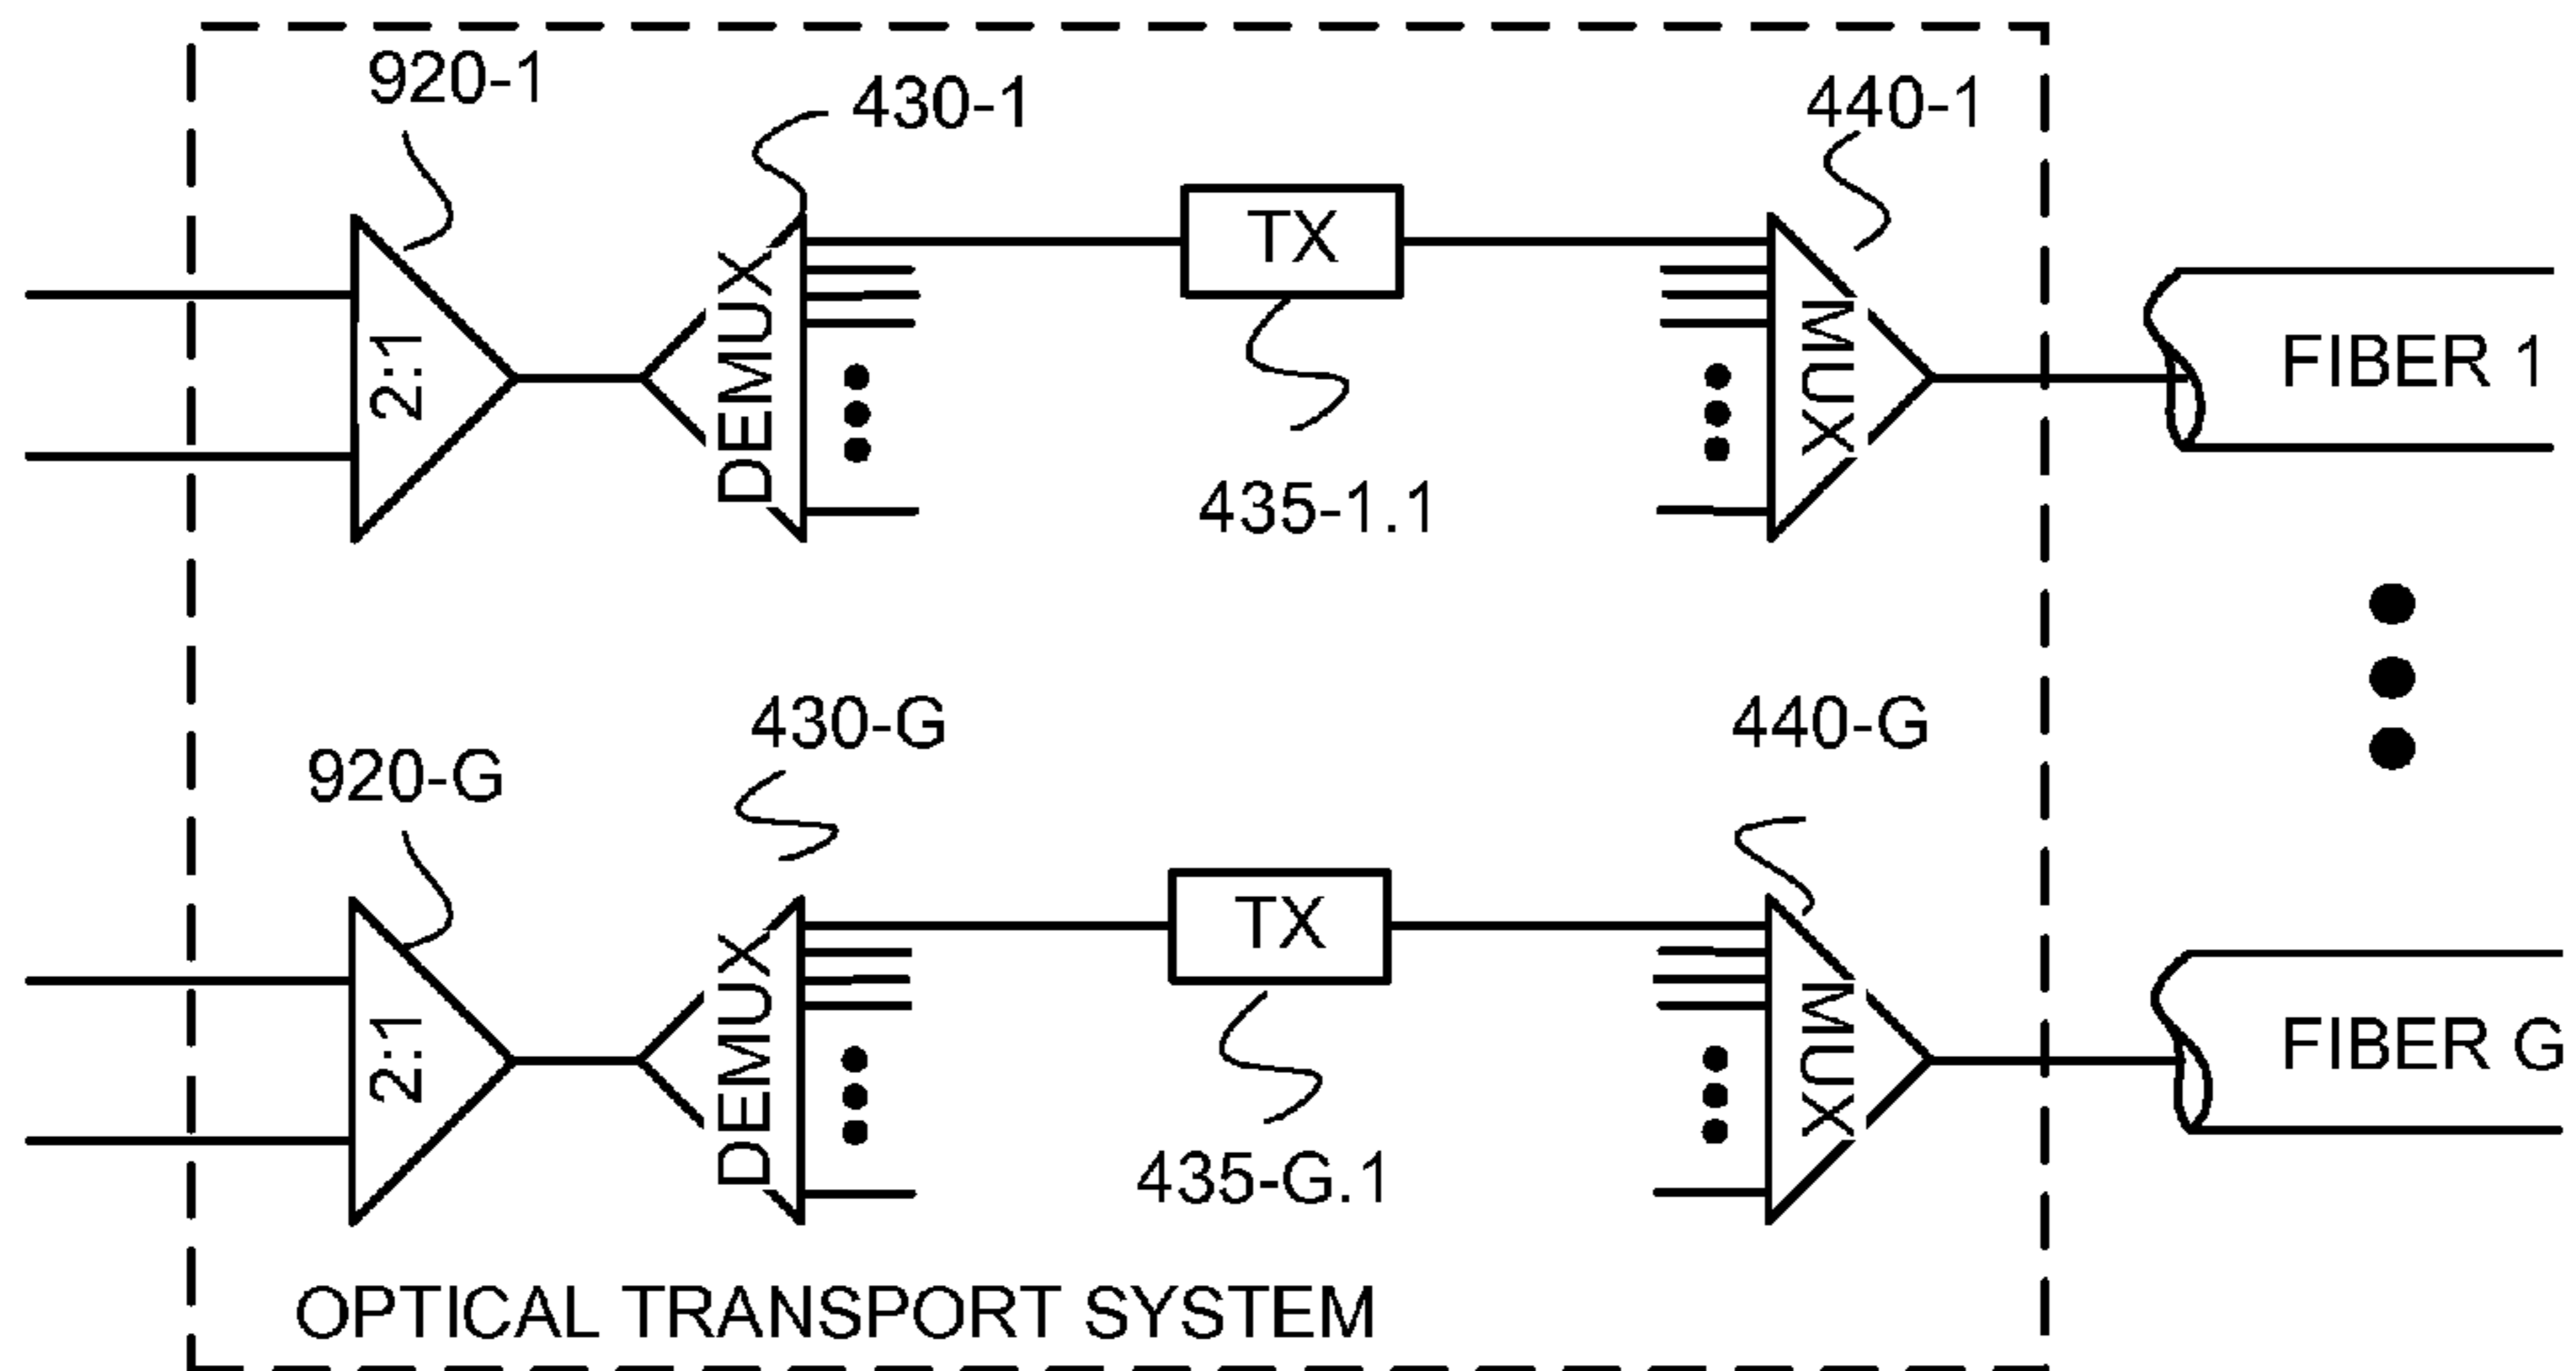 920-1
430-1
440-1
2:1
DEMUX
TX
MUX
FIBER 1
435-1.1
920-G
430-G
440-G
2:1
DEMUX
TX
MUX
FIBER G
435-G.1
OPTICAL TRANSPORT SYSTEM